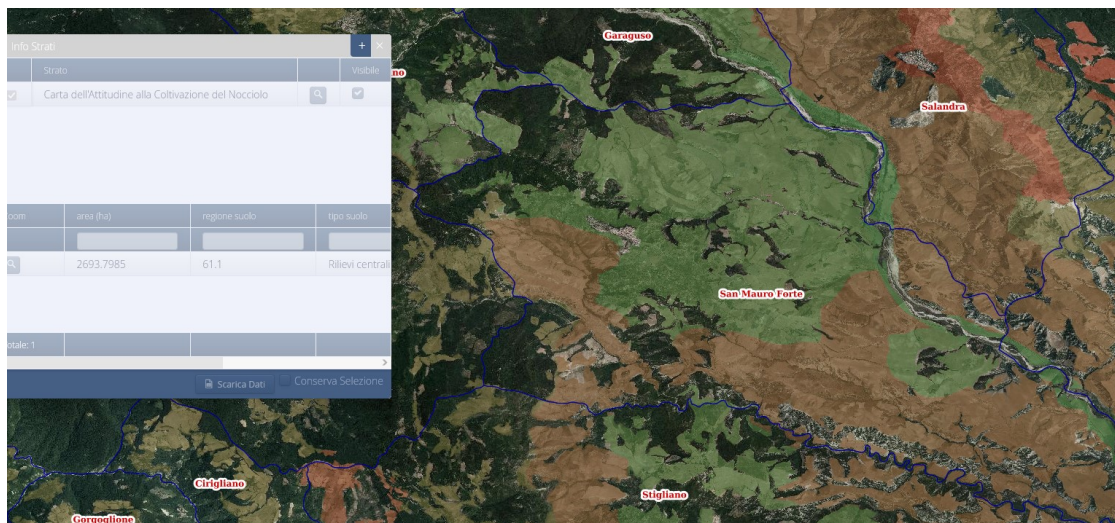 Info Strati
+ ×
Strato Visibile
Carta dell'Attitudine alla Coltivazione del Nocciolo
area (ha) regione suolo tipo suolo
2693.7985 61.1 Rilievi centrali
otale: 1
Scarica Dati Conserva Selezione
Garaguso
no
Salandra
San Mauro Forte
Cirigliano
Stigliano
Gorgoglione